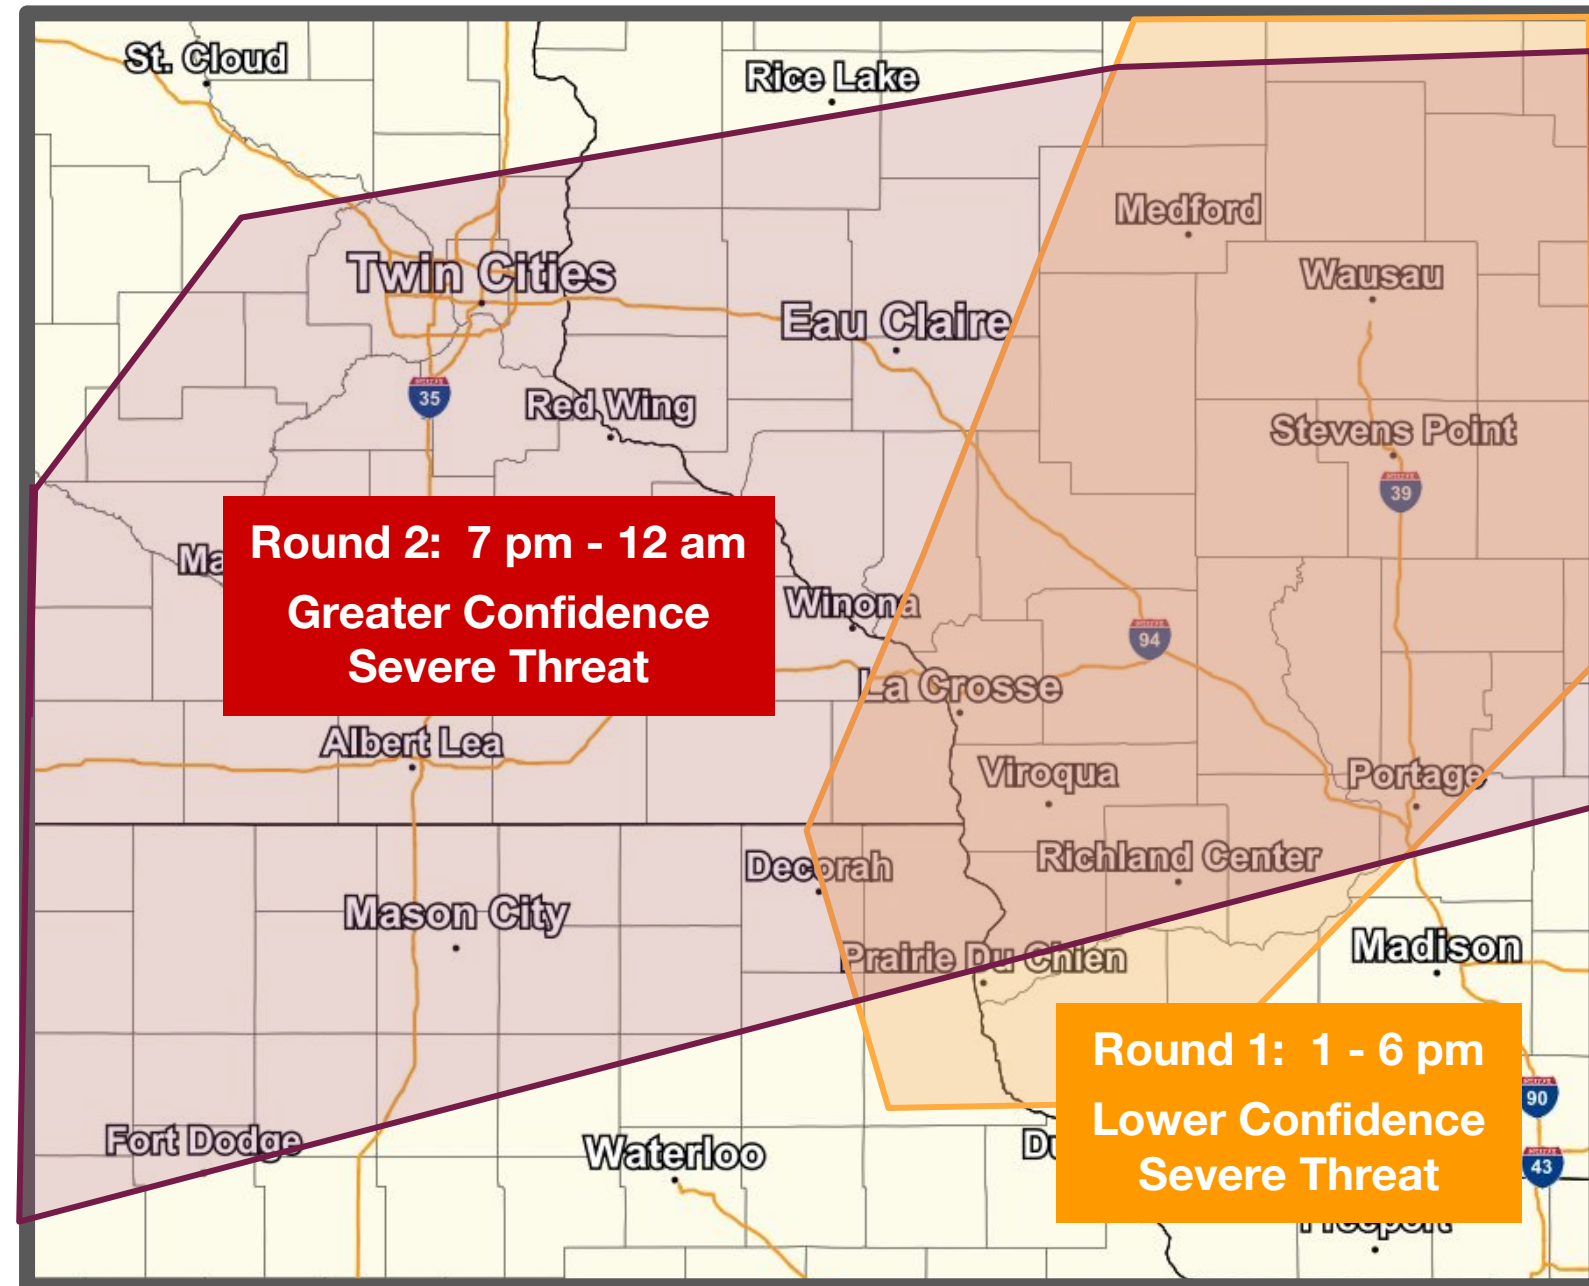 St. Cloud
Rice Lake
Medford
Twin Cities
Wausau
Eau Claire
35
Red Wing
Stevens Point
39
Round 2: 7 pm - 12 am
Greater Confidence
Severe Threat
Ma
Winona
94
La Crosse
Albert Lea
Viroqua
Portage
Decorah
Richland Center
Mason City
Prairie Du Chien
Madison
Round 1: 1 - 6 pm
Lower Confidence
Severe Threat
90
Fort Dodge
Waterloo
43
Freeport